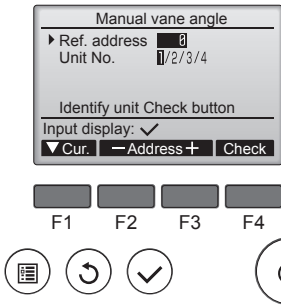 Manual vane angle
Ref. address 0
Unit No. 1/2/3/4
Identify unit Check button
Input display: ✓
▼Cur. −Address+ Check
F1 F2 F3 F4